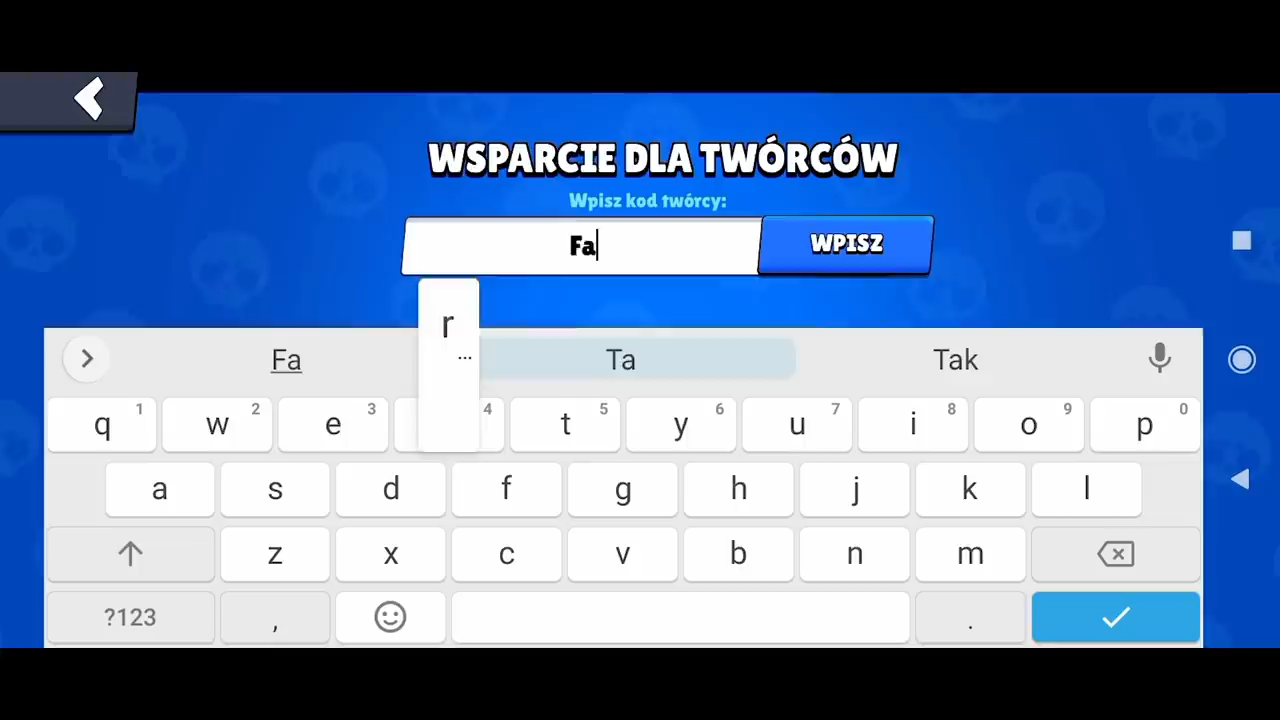 WSPARCIE DLA TWÓRCÓW
Wpisz kod twórcy:
Fa WPISZ
r
...
Fa Ta Tak
q 1 w 2 e 3 4 t 5 y 6 u 7 i 8 o 9 p 0
a s d f g h j k l
z x c v b n m
?123 , .